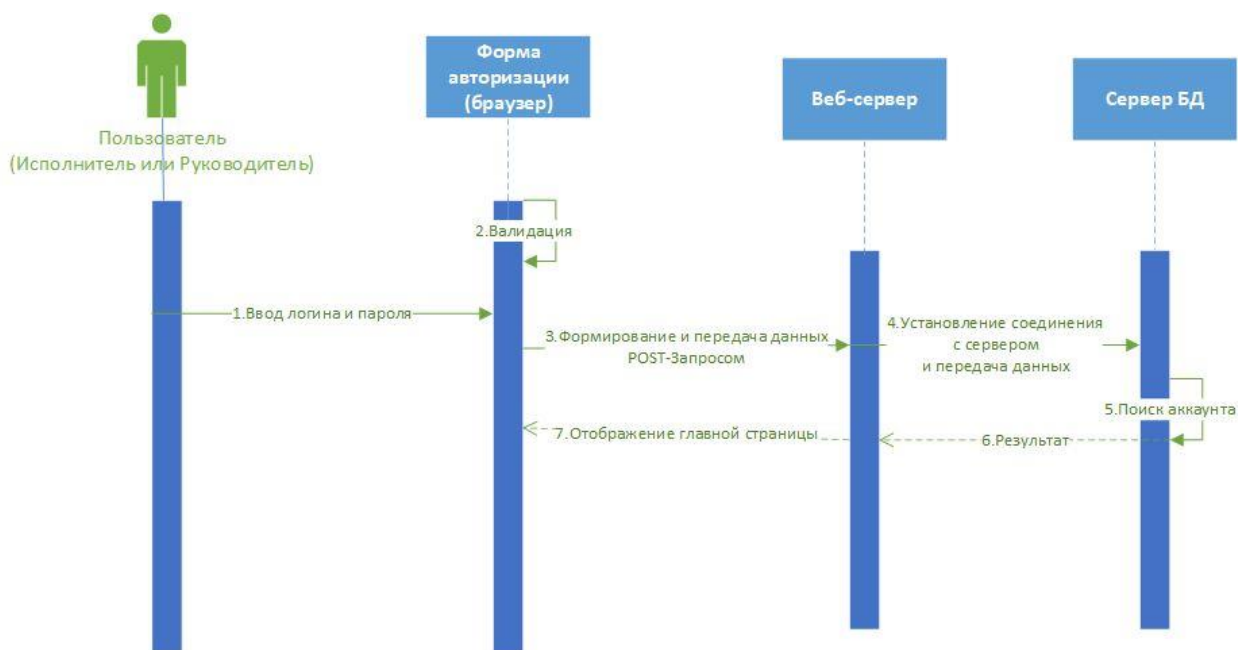 Форма
авторизации
(браузер)
Веб-сервер
Сервер БД
Пользователь
(Исполнитель или Руководитель)
2.Валидация
1.Ввод логина и пароля
3.Формирование и передача данных
POST-Запросом
4.Установление соединения
с сервером
и передача данных
5.Поиск аккаунта
7.Отображение главной страницы
6.Результат